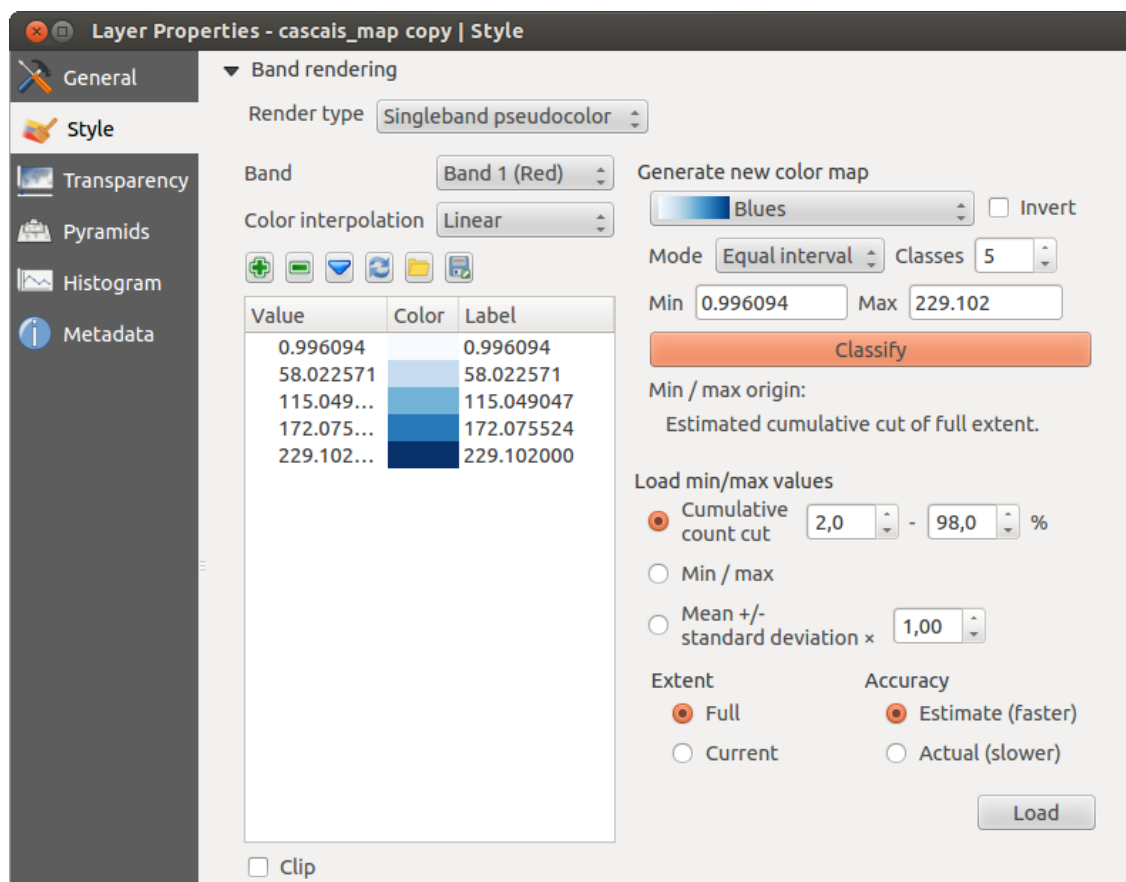 Layer Properties - cascais_map copy | Style
General
Style
Transparency
Pyramids
Histogram
Metadata
Band rendering
Render type Singleband pseudocolor
Band Band 1 (Red)
Color interpolation Linear
Value Color Label
0.996094 0.996094
58.022571 58.022571
115.049... 115.049047
172.075... 172.075524
229.102... 229.102000
Clip
Generate new color map
Blues Invert
Mode Equal interval Classes 5
Min 0.996094 Max 229.102
Classify
Min / max origin:
Estimated cumulative cut of full extent.
Load min/max values
Cumulative
count cut 2,0 - 98,0 %
Min / max
Mean +/-
standard deviation × 1,00
Extent Accuracy
Full Estimate (faster)
Current Actual (slower)
Load